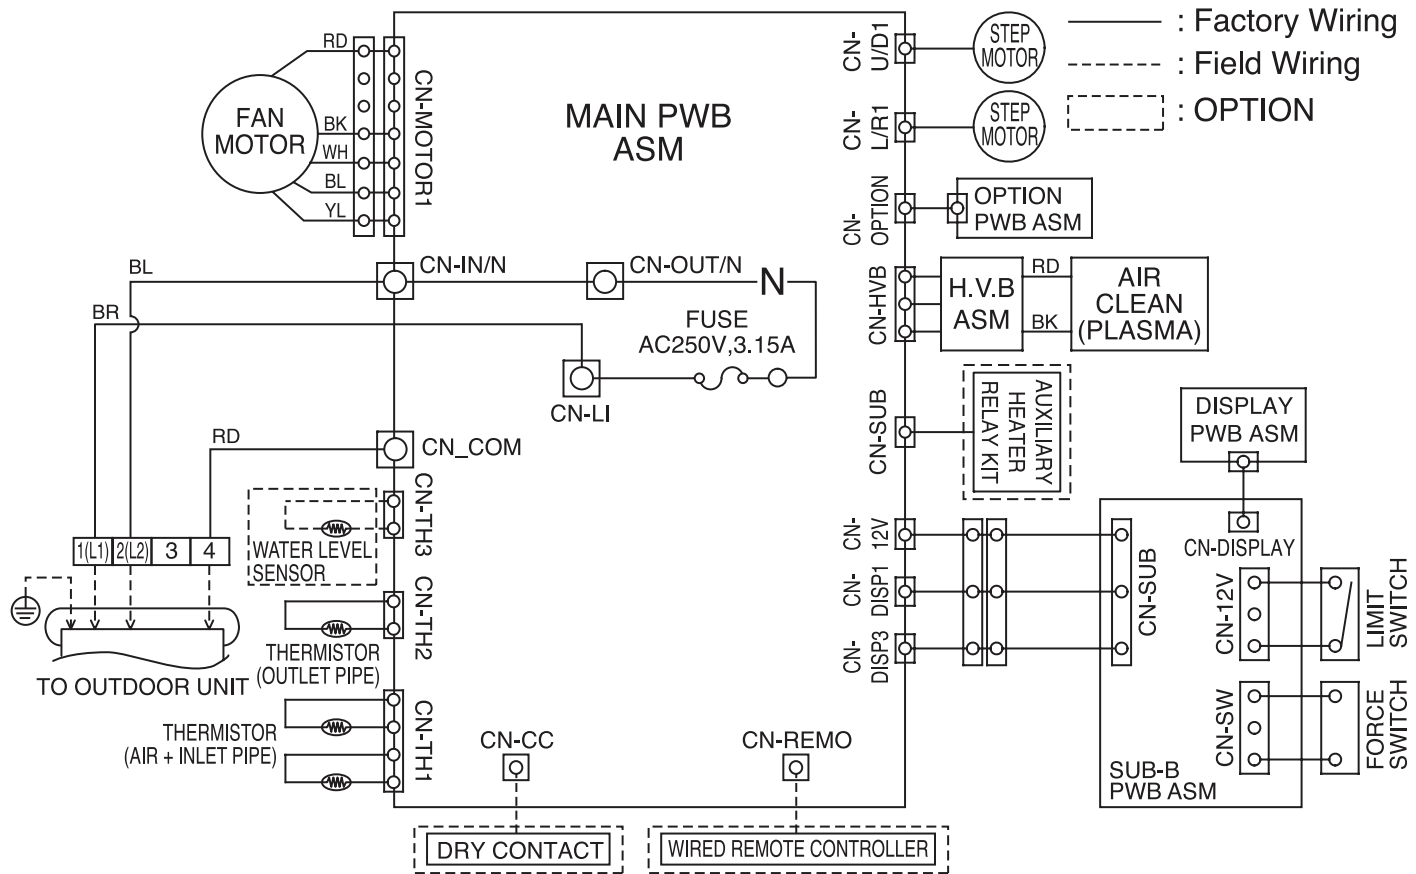 RD
FAN
MOTOR
BK
WH
BL
YL
CN-MOTOR1
MAIN PWB
ASM
CN-
U/D1
STEP
MOTOR
: Factory Wiring
: Field Wiring
: OPTION
CN-
L/R1
STEP
MOTOR
CN-
OPTION
OPTION
PWB ASM
BL
CN-IN/N
CN-OUT/N
N
BR
FUSE
AC250V,3.15A
CN-LI
CN-HVB
H.V.B
ASM
RD
BK
AIR
CLEAN
(PLASMA)
CN-SUB
AUXILIARY
HEATER
RELAY KIT
DISPLAY
PWB ASM
RD
CN_COM
CN-TH3
WATER LEVEL
SENSOR
1(L1) 2(L2) 3 4
TO OUTDOOR UNIT
CN-TH2
THERMISTOR
(OUTLET PIPE)
CN-TH1
THERMISTOR
(AIR + INLET PIPE)
CN-
12V
CN-
DISP1
CN-
DISP3
CN-SUB
CN-DISPLAY
CN-12V
LIMIT
SWITCH
CN-SW
FORCE
SWITCH
SUB-B
PWB ASM
CN-CC
CN-REMO
DRY CONTACT
WIRED REMOTE CONTROLLER